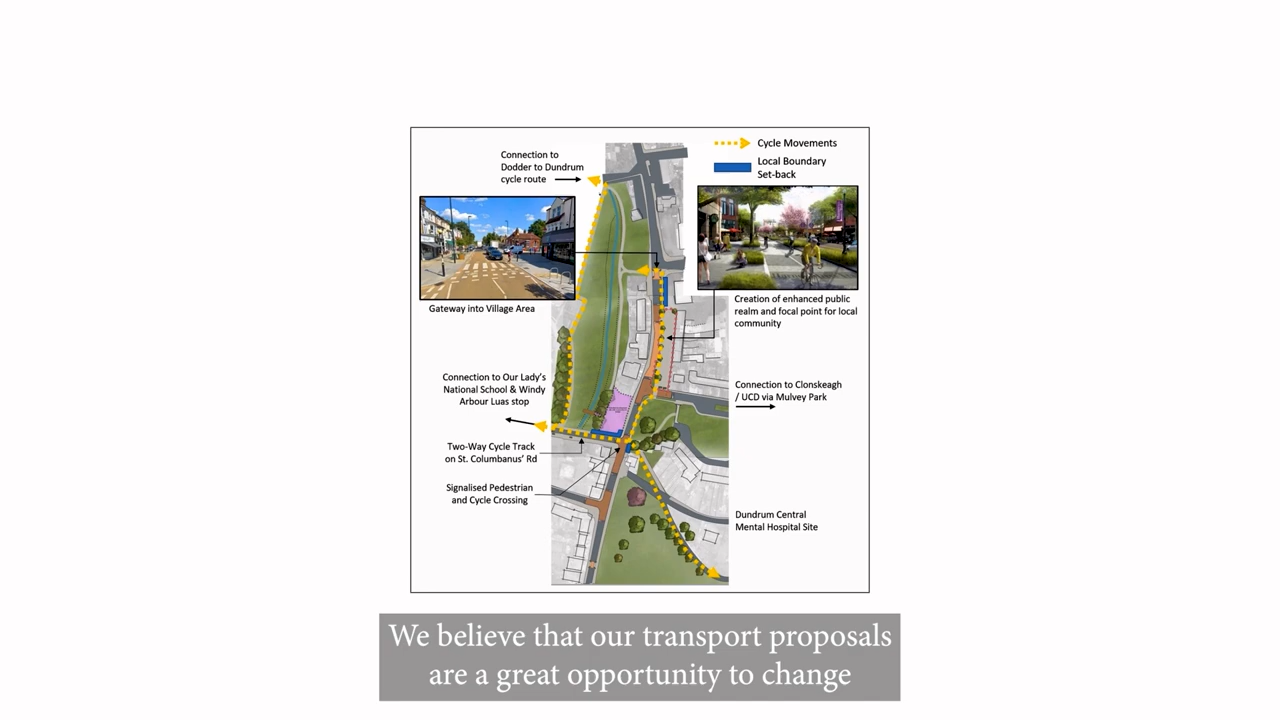 Cycle Movements
Local Boundary
Set-back
Connection to
Dodder to Dundrum
cycle route
Gateway into Village Area
Creation of enhanced public
realm and focal point for local
community
Connection to Our Lady's
National School & Windy
Arbour Luas stop
Connection to Clonskeagh
/ UCD via Mulvey Park
Two-Way Cycle Track
on St. Columbanus' Rd
Signalised Pedestrian
and Cycle Crossing
Dundrum Central
Mental Hospital Site
We believe that our transport proposals
are a great opportunity to change